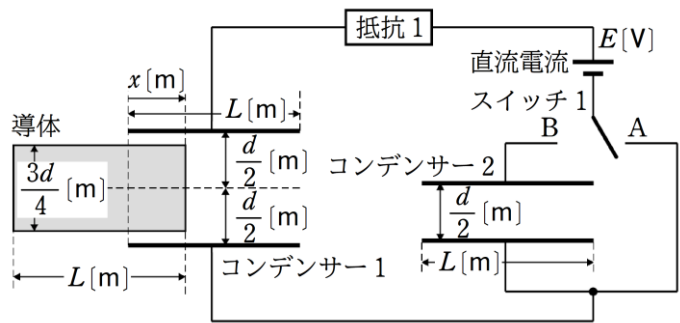 抵抗1
E[V]
直流電流
スイッチ1
x[m]
L[m]
導体
B
A
d/2 [m]
コンデンサー2
3d/4 [m]
d/2 [m]
d/2 [m]
L[m]
コンデンサー1
L[m]